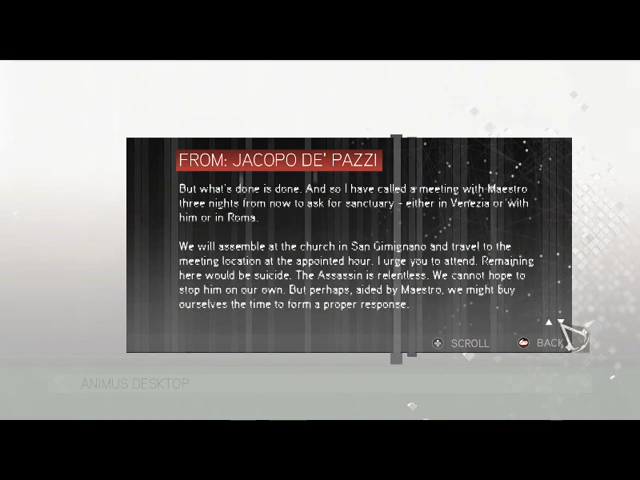 FROM: JACOPO DE' PAZZI
But what's done is done. And so I have called a meeting with Maestro
three nights from now to ask for sanctuary - either in Venezia or with
him or in Roma.
We will assemble at the church in San Gimignano and travel to the
meeting location at the appointed hour. I urge you to attend. Remaining
here would be suicide. The Assassin is relentless. We cannot hope to
stop him on our own. But perhaps, aided by Maestro, we might buy
ourselves the time to form a proper response.
SCROLL BACK
ANIMUS DESKTOP